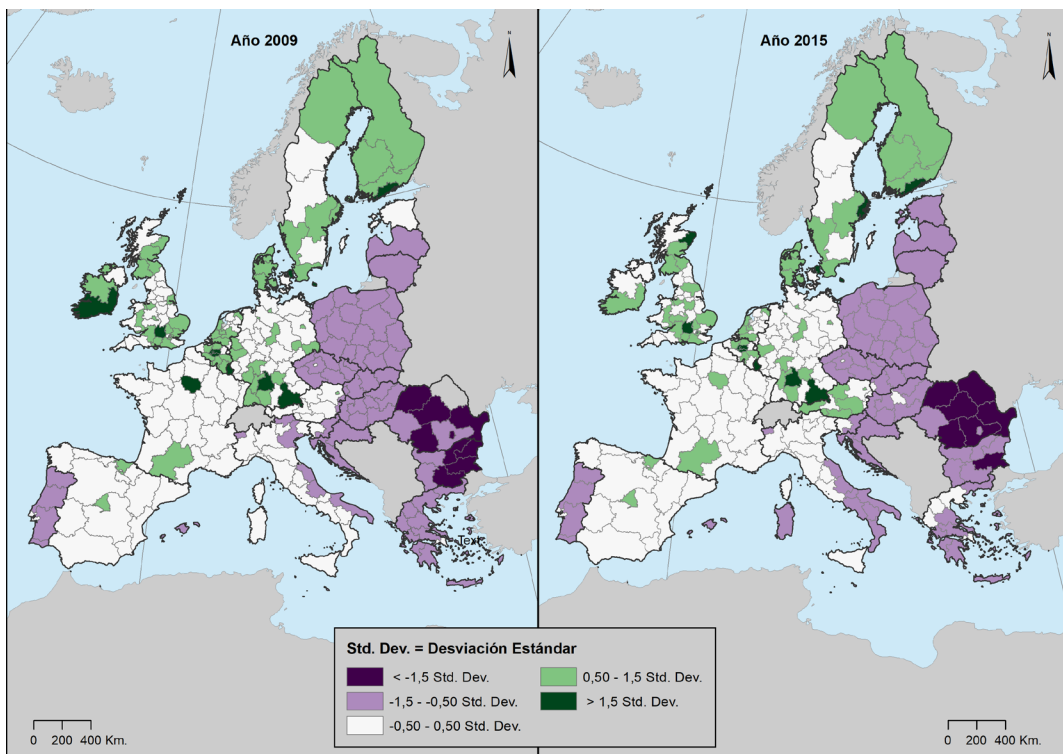 Año 2009
N
Año 2015
N
Text
Std. Dev. = Desviación Estándar
< -1,5 Std. Dev.
0,50 - 1,5 Std. Dev.
-1,5 - -0,50 Std. Dev.
> 1,5 Std. Dev.
-0,50 - 0,50 Std. Dev.
0 200 400 Km.
0 200 400 Km.